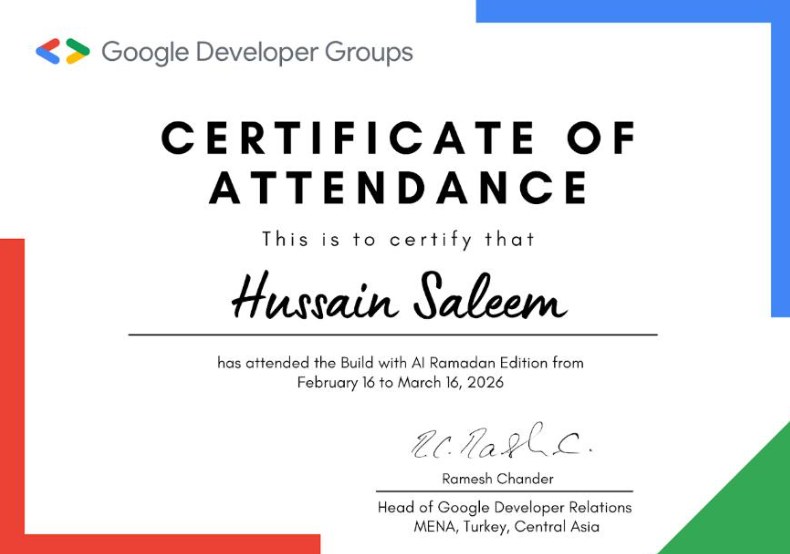 Google Developer Groups
CERTIFICATE OF
ATTENDANCE
This is to certify that
Hussain Saleem
has attended the Build with AI Ramadan Edition from
February 16 to March 16, 2026
Ramesh Chander
Head of Google Developer Relations
MENA, Turkey, Central Asia